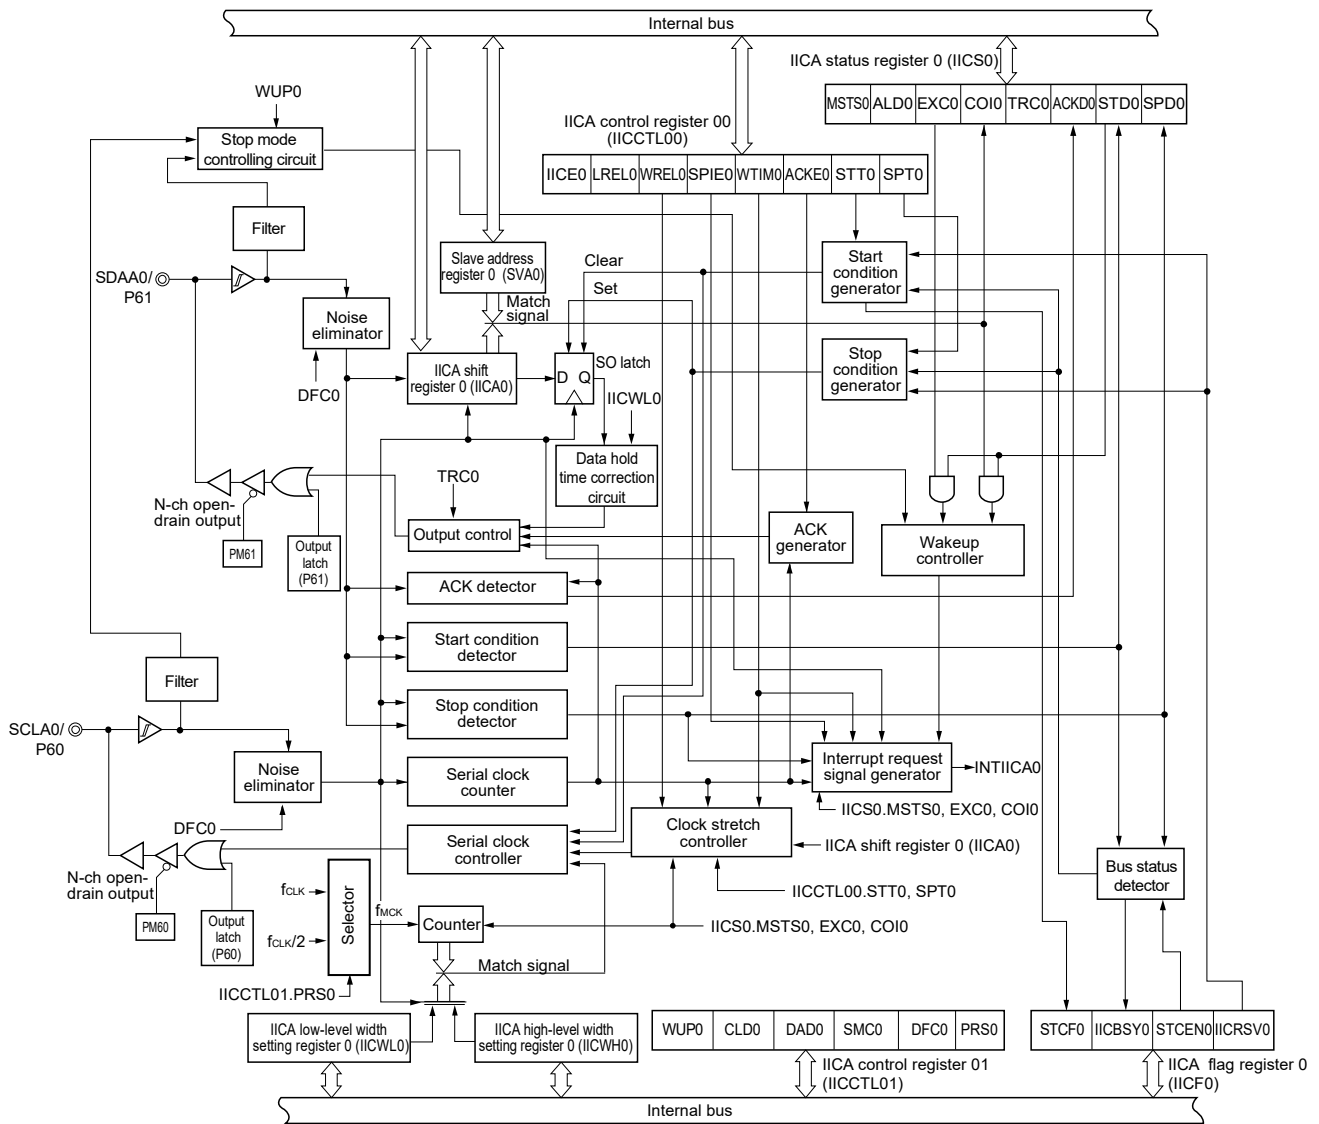 Internal bus
IICA status register 0 (IICS0)
MSTS0 ALD0 EXC0 COI0 TRC0 ACKD0 STD0 SPD0
WUP0
Stop mode
controlling circuit
IICA control register 00
(IICCTL00)
IICE0 LREL0 WREL0 SPIE0 WTIM0 ACKE0 STT0 SPT0
Filter
Slave address
register 0 (SVA0)
Clear
Start
condition
generator
SDAA0/
P61
Set
Match
signal
Noise
eliminator
Stop
condition
generator
IICA shift
register 0 (IICA0)
SO latch
D Q
DFC0
IICWL0
Data hold
time correction
circuit
TRC0
N-ch open-
drain output
PM61
Output
latch
(P61)
Output control
ACK
generator
Wakeup
controller
ACK detector
Start condition
detector
Filter
Stop condition
detector
SCLA0/
P60
Noise
eliminator
Serial clock
counter
Interrupt request
signal generator
INTIICA0
IICS0.MSTS0, EXC0, COI0
DFC0
Clock stretch
controller
IICA shift register 0 (IICA0)
Serial clock
controller
N-ch open-
drain output
PM60
Output
latch
(P60)
Bus status
detector
IICCTL00.STT0, SPT0
fCLK
fMCK
Selector
fCLK/2
Counter
IICS0.MSTS0, EXC0, COI0
Match signal
IICCTL01.PRS0
IICA low-level width
setting register 0 (IICWL0)
IICA high-level width
setting register 0 (IICWH0)
WUP0 CLD0 DAD0 SMC0 DFC0 PRS0
STCF0 IICBSY0 STCEN0 IICRSV0
IICA control register 01
(IICCTL01)
IICA flag register 0
(IICF0)
Internal bus